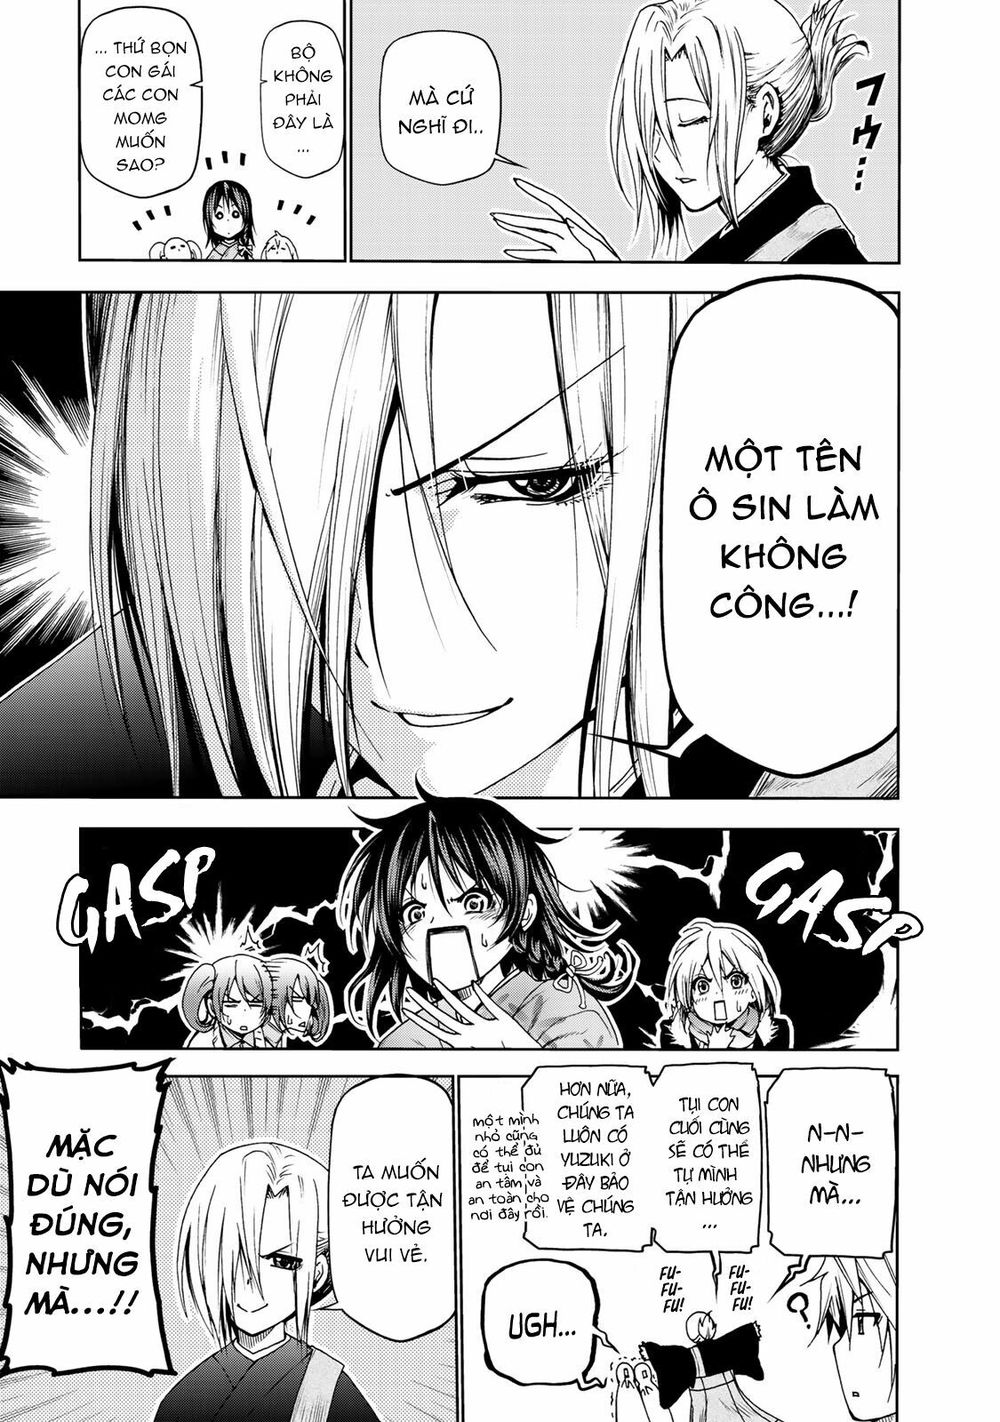 MÀ CỨ
NGHĨ ĐI..
フウ…
BỘ
KHÔNG
PHẢI
ĐÂY LÀ
...
... THỨ BỌN
CON GÁI
CÁC CON
MOMG
MUỐN
SAO?
MỘT TÊN
Ô SIN LÀM
KHÔNG
CÔNG...!
GASP
GASP
N-N-
NHƯNG
MÀ...
TỤI CON
CUỐI CÙNG
SẼ CÓ THỂ
TỰ MÌNH
TẬN HƯỞNG
...
HƠN NỮA,
CHÚNG TA
LUÔN CÓ
YUZUKI Ở
ĐÂY BẢO
VỆ CHÚNG
TA.
một mình
nhỏ cũng
có thể đủ
để tui con
an tâm và
an toàn cho
nơi đây rồi.
FU-
FU-
FU!
FU-
FU-
FU!
?
UGH...
TA MUỐN
ĐƯỢC TẬN
HƯỞNG
VUI VẺ.
MẶC
DÙ NÓI
ĐÚNG,
NHƯNG
MÀ...!!